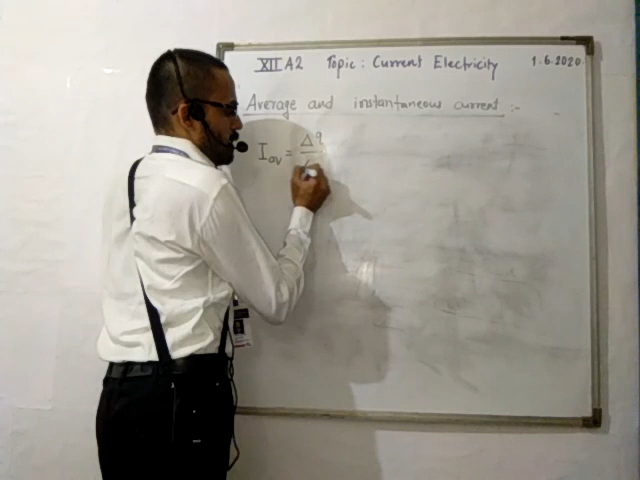 XII A2 Topic : Current Electricity 1.6.2020
Average and instantaneous current :-
Iav = Δq